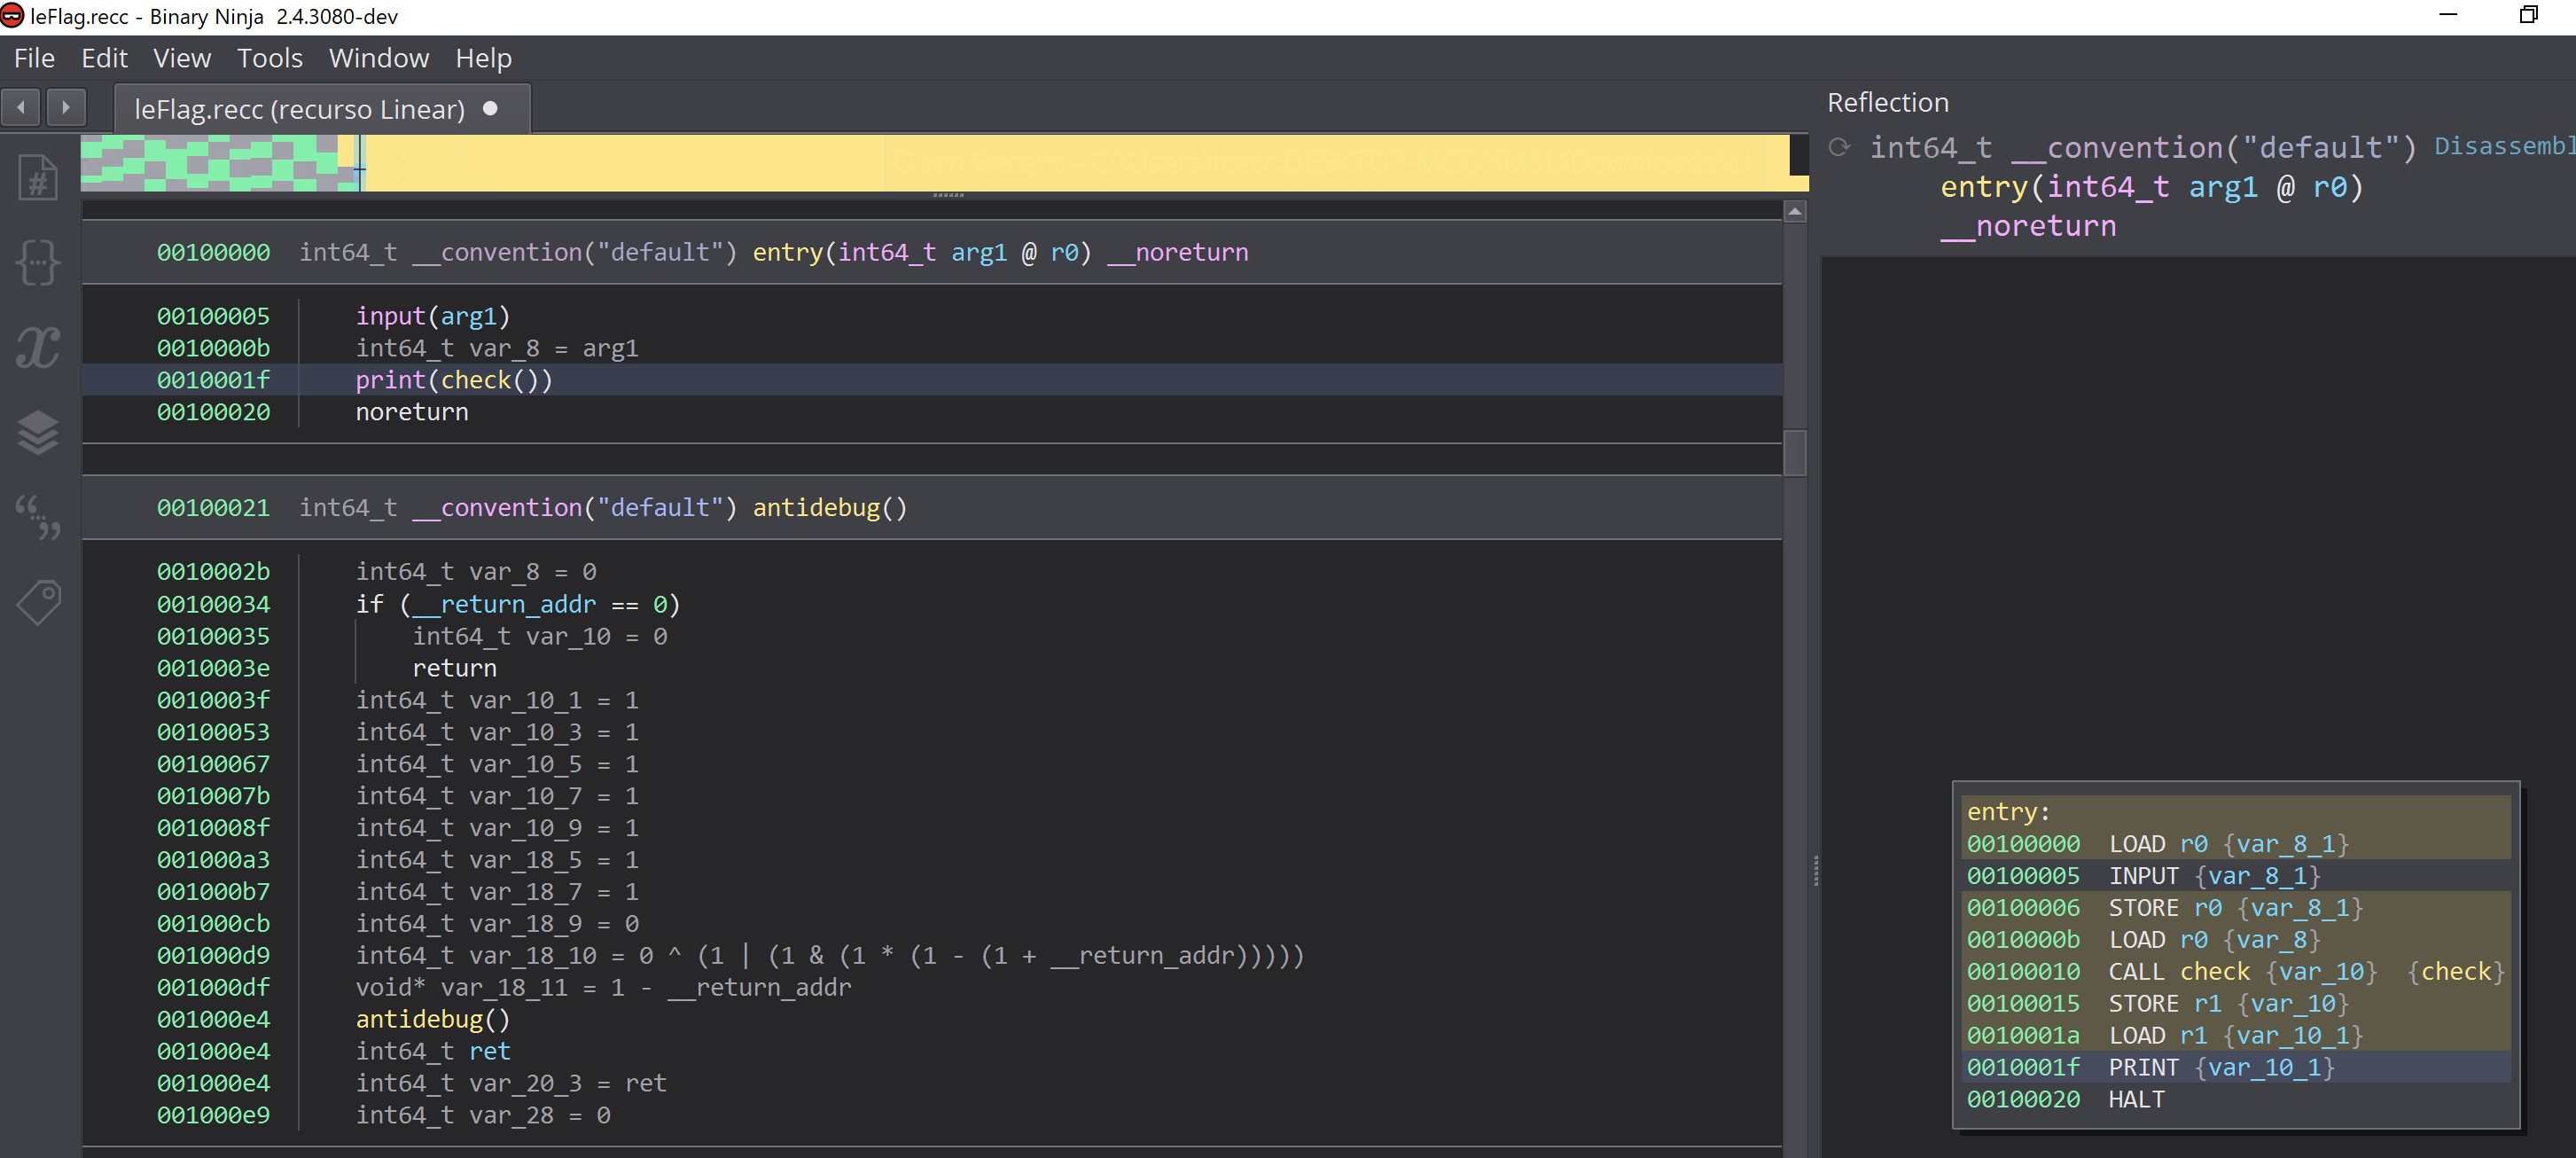 leFlag.recc - Binary Ninja 2.4.3080-dev
File Edit View Tools Window Help
leFlag.recc (recurso Linear)
00100000 int64_t __convention("default") entry(int64_t arg1 @ r0) __noreturn
00100005 input(arg1)
0010000b int64_t var_8 = arg1
0010001f print(check())
00100020 noreturn
00100021 int64_t __convention("default") antidebug()
0010002b int64_t var_8 = 0
00100034 if (__return_addr == 0)
00100035 int64_t var_10 = 0
0010003e return
0010003f int64_t var_10_1 = 1
00100053 int64_t var_10_3 = 1
00100067 int64_t var_10_5 = 1
0010007b int64_t var_10_7 = 1
0010008f int64_t var_10_9 = 1
001000a3 int64_t var_18_5 = 1
001000b7 int64_t var_18_7 = 1
001000cb int64_t var_18_9 = 0
001000d9 int64_t var_18_10 = 0 ^ (1 | (1 & (1 * (1 - (1 + __return_addr)))))
001000df void* var_18_11 = 1 - __return_addr
001000e4 antidebug()
001000e4 int64_t ret
001000e4 int64_t var_20_3 = ret
001000e9 int64_t var_28 = 0
Reflection
int64_t __convention("default") Disassembl
entry(int64_t arg1 @ r0)
__noreturn
entry:
00100000 LOAD r0 {var_8_1}
00100005 INPUT {var_8_1}
00100006 STORE r0 {var_8_1}
0010000b LOAD r0 {var_8}
00100010 CALL check {var_10} {check}
00100015 STORE r1 {var_10}
0010001a LOAD r1 {var_10_1}
0010001f PRINT {var_10_1}
00100020 HALT